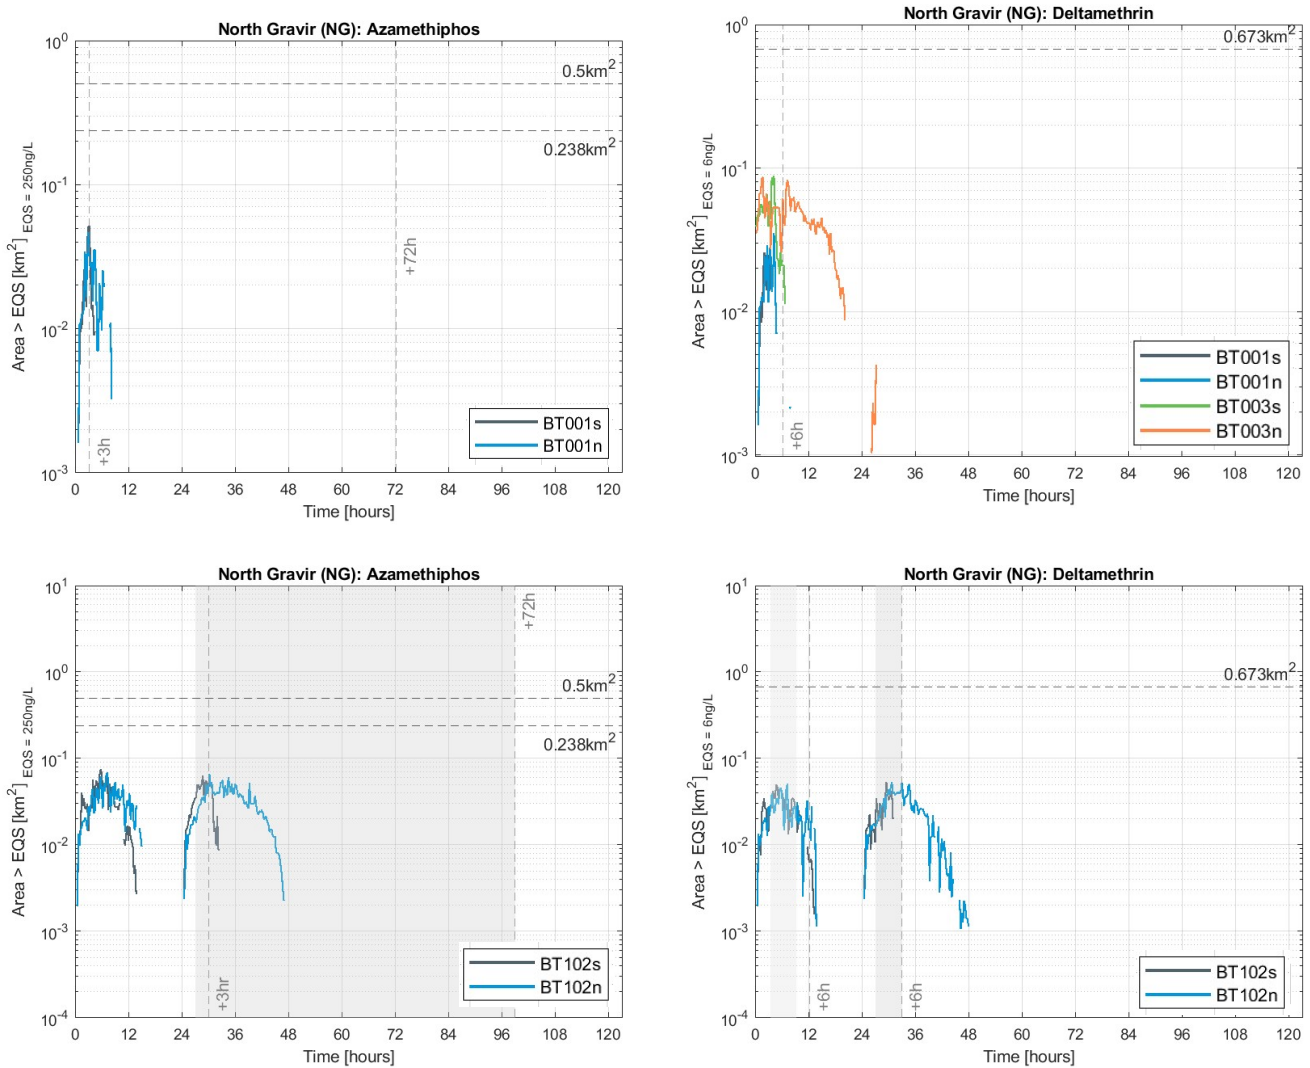 North Gravir (NG): Azamethiphos
10^0
0.5km^2
0.238km^2
10^-1
10^-2
10^-3
Area > EQS [km^2] EQS = 250ng/L
+3h
+72h
BT001s
BT001n
0 12 24 36 48 60 72 84 96 108 120
Time [hours]
North Gravir (NG): Deltamethrin
10^0
0.673km^2
10^-1
10^-2
10^-3
Area > EQS [km^2] EQS = 6ng/L
+6h
BT001s
BT001n
BT003s
BT003n
0 12 24 36 48 60 72 84 96 108 120
Time [hours]
North Gravir (NG): Azamethiphos
10^1
10^0
0.5km^2
0.238km^2
10^-1
10^-2
10^-3
10^-4
Area > EQS [km^2] EQS = 250ng/L
+72h
+3hr
BT102s
BT102n
0 12 24 36 48 60 72 84 96 108 120
Time [hours]
North Gravir (NG): Deltamethrin
10^1
10^0
0.673km^2
10^-1
10^-2
10^-3
10^-4
Area > EQS [km^2] EQS = 6ng/L
+6h
+6h
BT102s
BT102n
0 12 24 36 48 60 72 84 96 108 120
Time [hours]